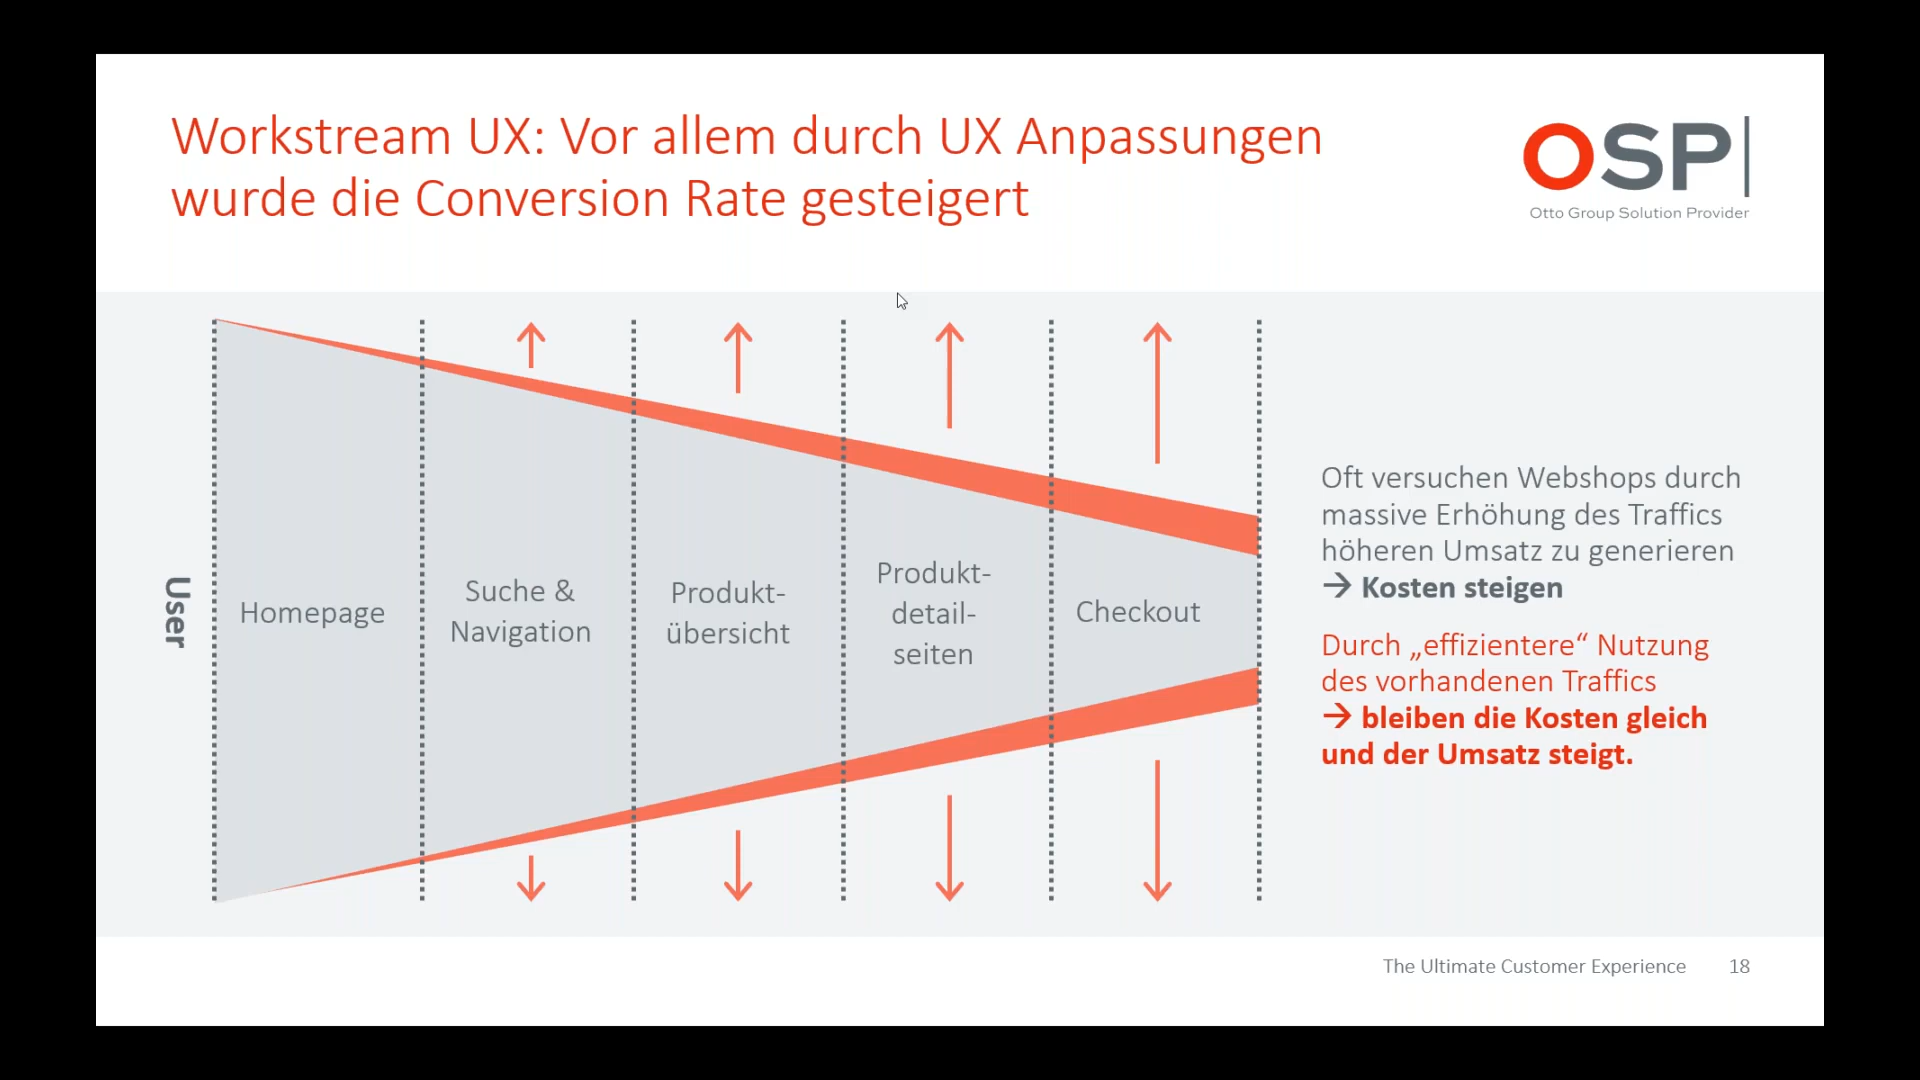 Workstream UX: Vor allem durch UX Anpassungen
wurde die Conversion Rate gesteigert
OSP
Otto Group Solution Provider
User
Homepage
Suche &
Navigation
Produkt-
übersicht
Produkt-
detail-
seiten
Checkout
Oft versuchen Webshops durch
massive Erhöhung des Traffics
höheren Umsatz zu generieren
→ Kosten steigen
Durch „effizientere“ Nutzung
des vorhandenen Traffics
→ bleiben die Kosten gleich
und der Umsatz steigt.
The Ultimate Customer Experience 18